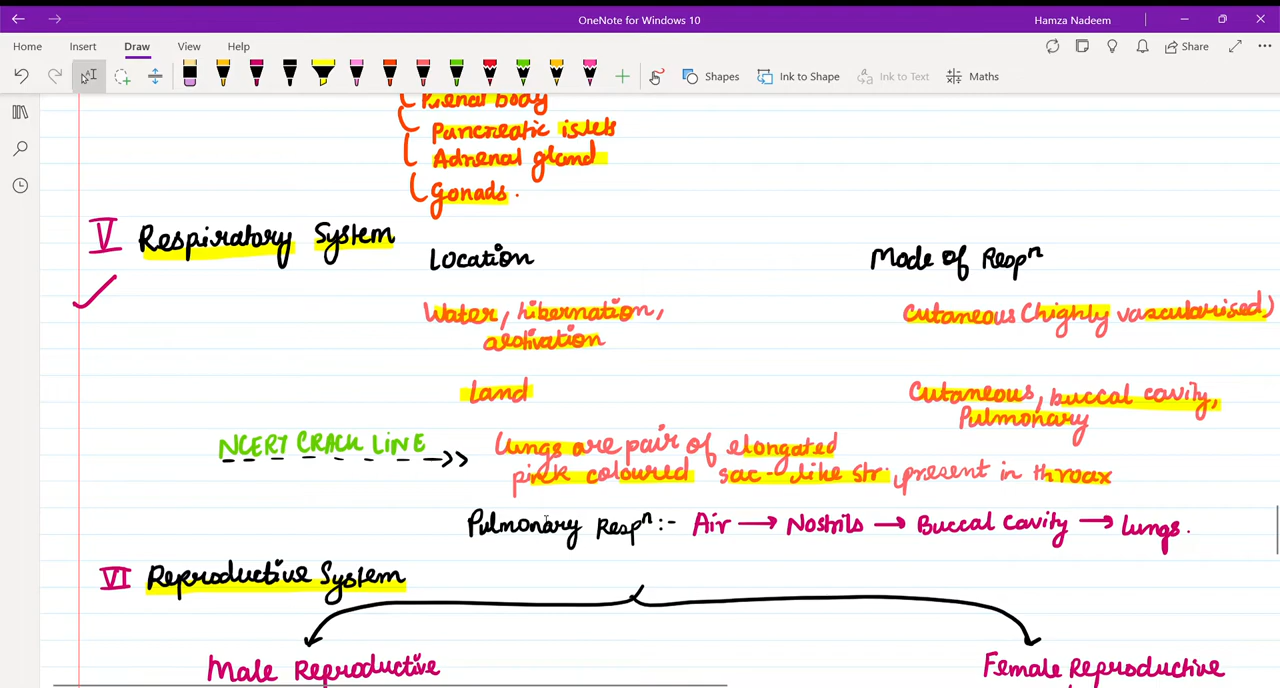 OneNote for Windows 10
Hamza Nadeem
Home Insert Draw View Help
Share
Shapes Ink to Shape Ink to Text Maths
Pienal body
Pancreatic islets
Adrenal gland
Gonads.
V Respiratory System
Location Mode of Respⁿ
Water, hibernation, Cutaneous (highly vascularised)
aestivation
Land Cutaneous, buccal cavity,
Pulmonary
NCERT CRACK LINE -->> Lungs are pair of elongated
pink coloured sac-like str, present in throax
Pulmonary Respⁿ:- Air → Nostrils → Buccal Cavity → Lungs.
VI Reproductive System
Male Reproductive Female Reproductive